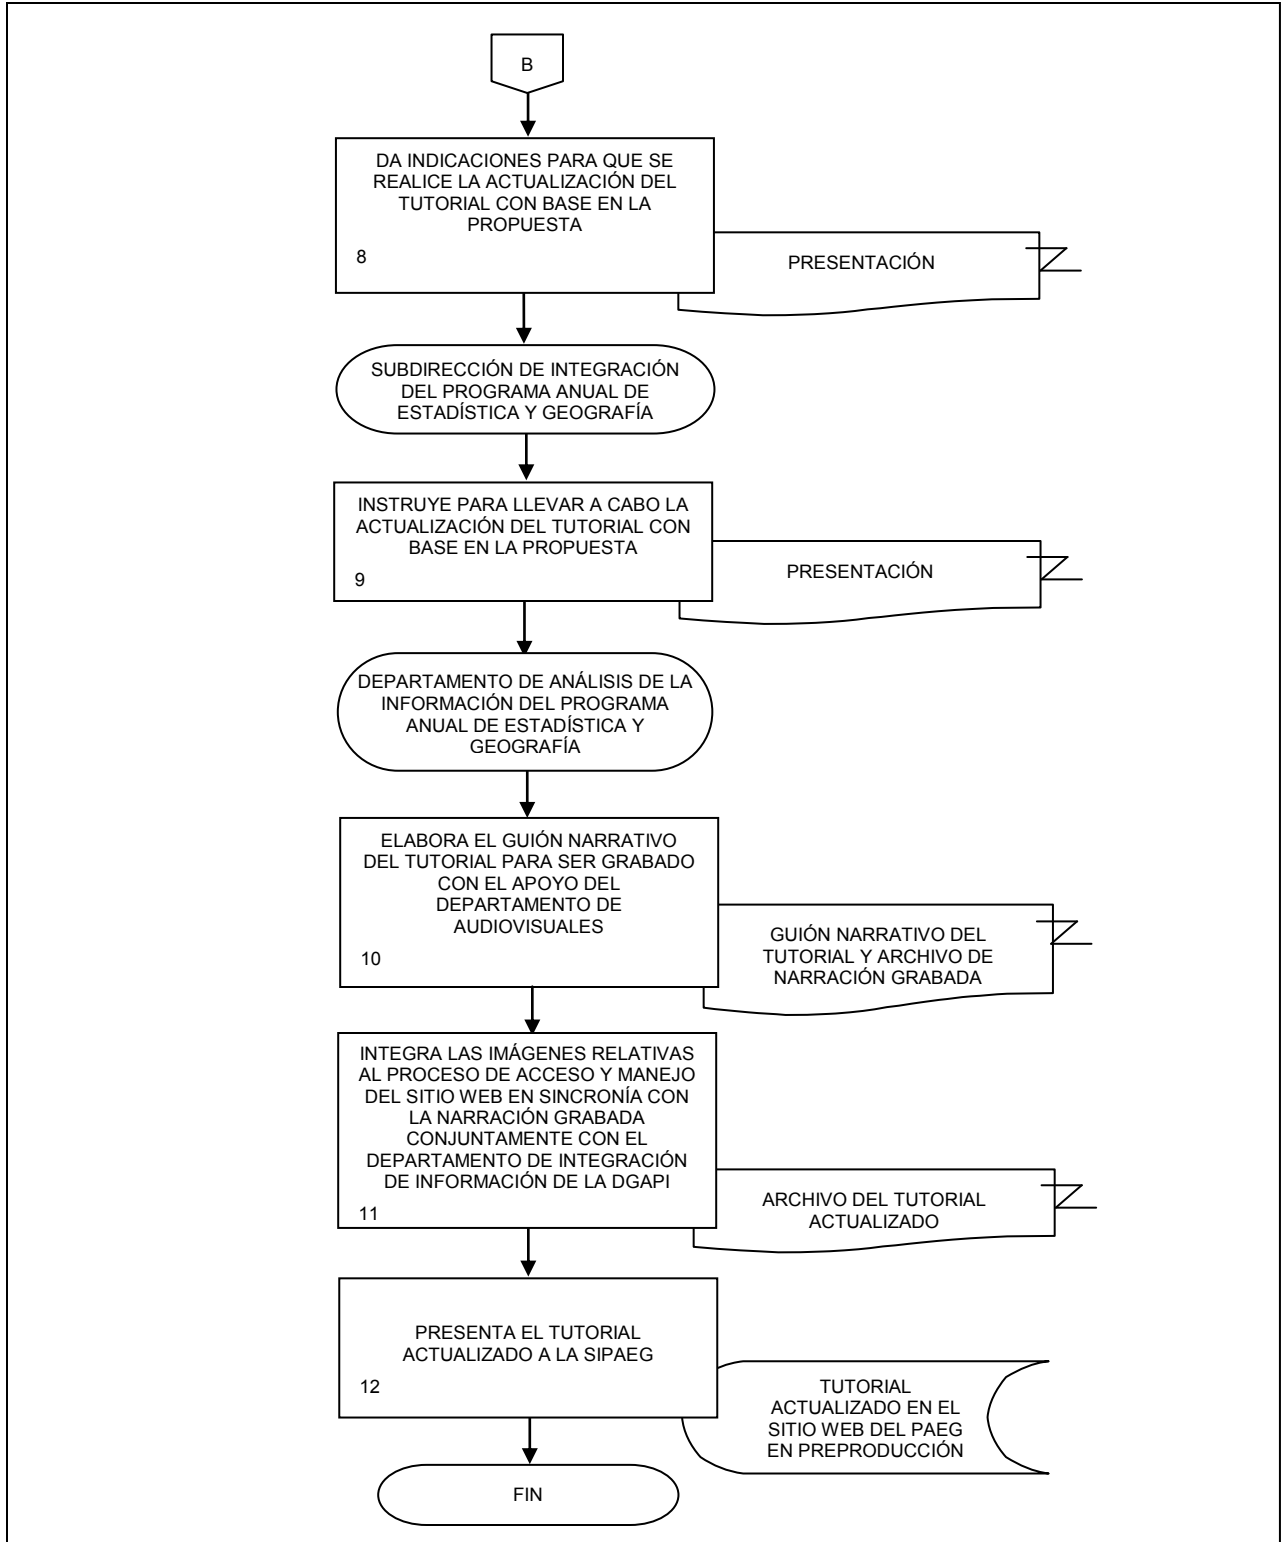 B
DA INDICACIONES PARA QUE SE
REALICE LA ACTUALIZACIÓN DEL
TUTORIAL CON BASE EN LA
PROPUESTA
8
PRESENTACIÓN
SUBDIRECCIÓN DE INTEGRACIÓN
DEL PROGRAMA ANUAL DE
ESTADÍSTICA Y GEOGRAFÍA
INSTRUYE PARA LLEVAR A CABO LA
ACTUALIZACIÓN DEL TUTORIAL CON
BASE EN LA PROPUESTA
9
PRESENTACIÓN
DEPARTAMENTO DE ANÁLISIS DE LA
INFORMACIÓN DEL PROGRAMA
ANUAL DE ESTADÍSTICA Y
GEOGRAFÍA
ELABORA EL GUIÓN NARRATIVO
DEL TUTORIAL PARA SER GRABADO
CON EL APOYO DEL
DEPARTAMENTO DE
AUDIOVISUALES
10
GUIÓN NARRATIVO DEL
TUTORIAL Y ARCHIVO DE
NARRACIÓN GRABADA
INTEGRA LAS IMÁGENES RELATIVAS
AL PROCESO DE ACCESO Y MANEJO
DEL SITIO WEB EN SINCRONÍA CON
LA NARRACIÓN GRABADA
CONJUNTAMENTE CON EL
DEPARTAMENTO DE INTEGRACIÓN
DE INFORMACIÓN DE LA DGAPI
11
ARCHIVO DEL TUTORIAL
ACTUALIZADO
PRESENTA EL TUTORIAL
ACTUALIZADO A LA SIPAEG
12
TUTORIAL
ACTUALIZADO EN EL
SITIO WEB DEL PAEG
EN PREPRODUCCIÓN
FIN